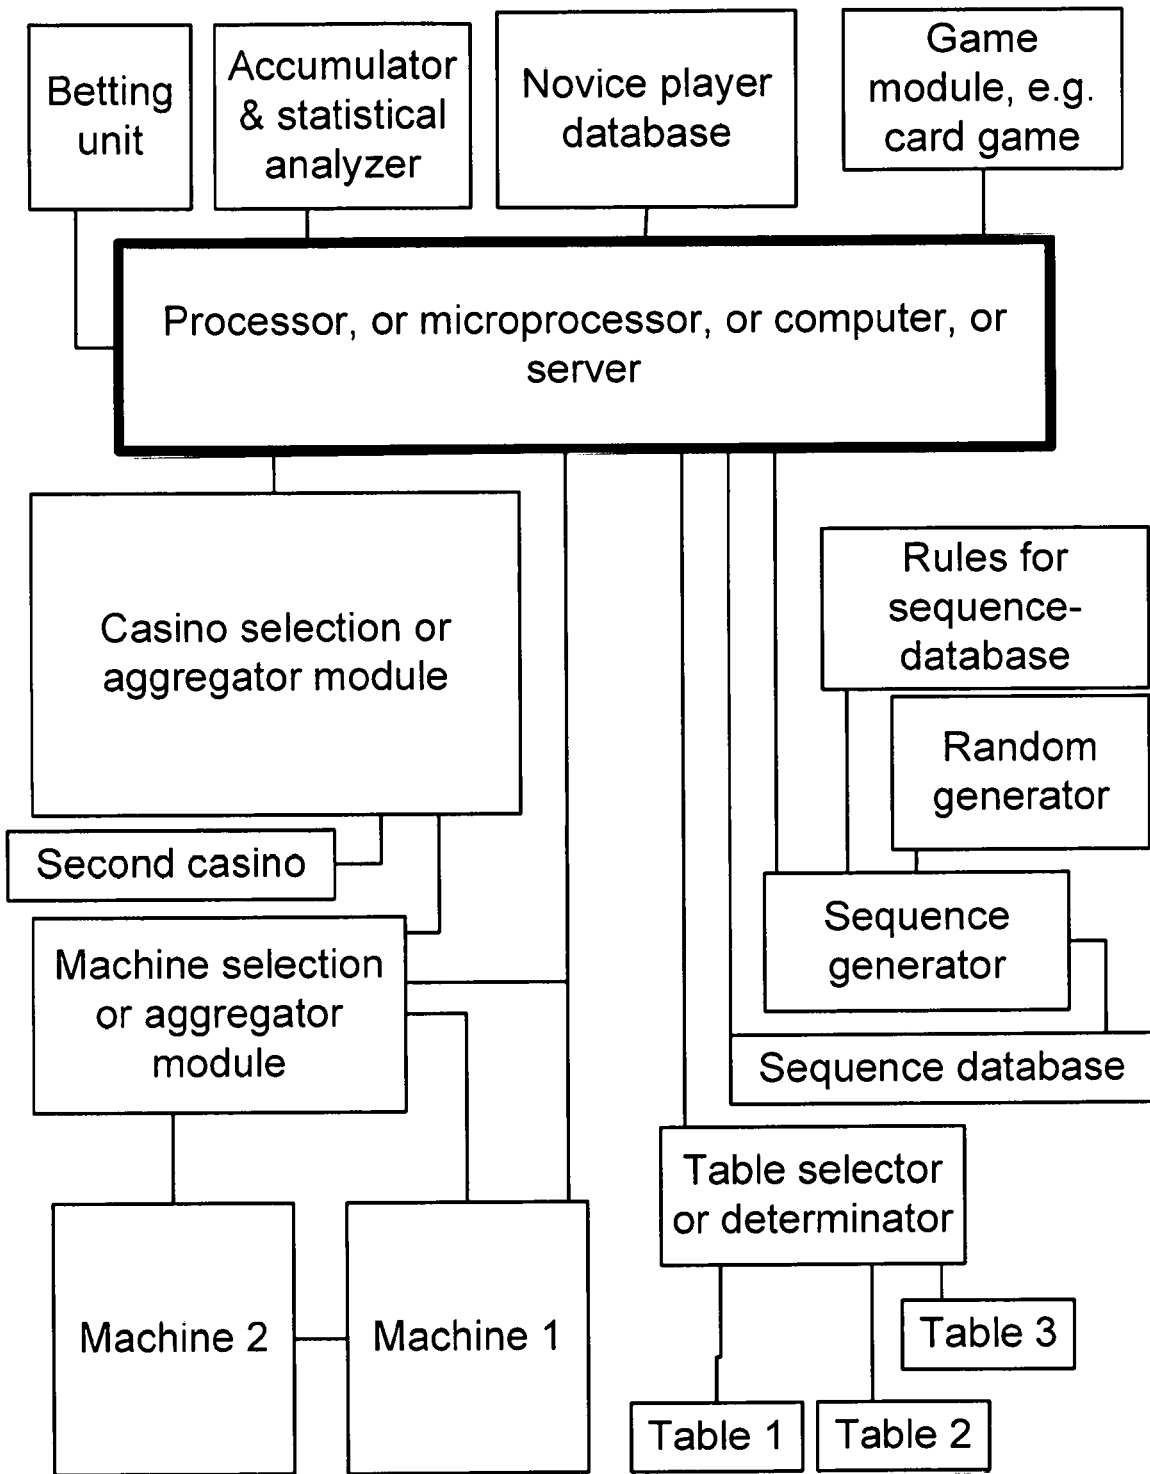 Betting
unit
Accumulator
& statistical
analyzer
Novice player
database
Game
module, e.g.
card game
Processor, or microprocessor, or computer, or
server
Casino selection or
aggregator module
Rules for
sequence-
database
Random
generator
Second casino
Sequence
generator
Machine selection
or aggregator
module
Sequence database
Table selector
or determinator
Machine 2
Machine 1
Table 3
Table 1
Table 2